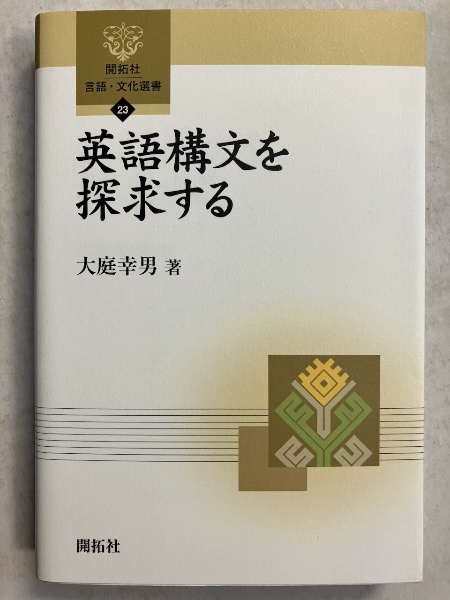 開拓社
言語・文化選書
23
英語構文を
探求する
大庭幸男 著
開拓社